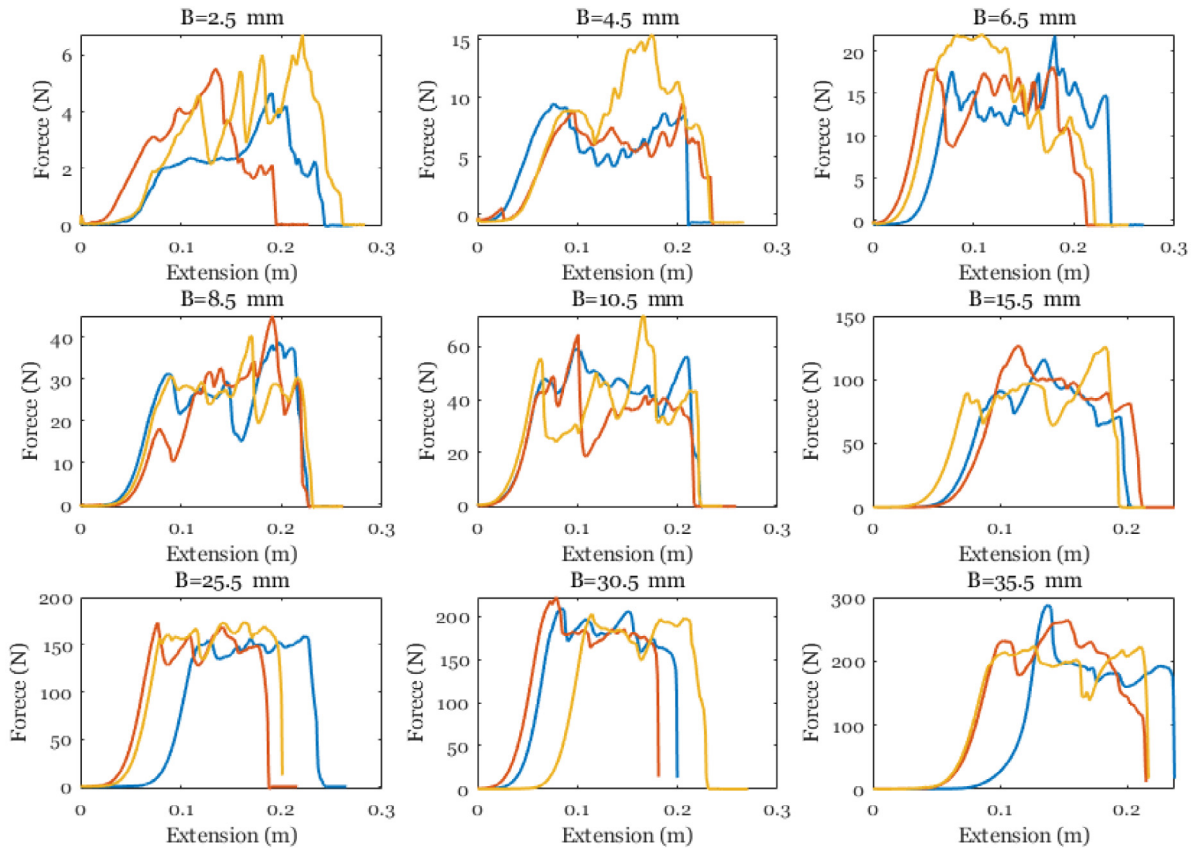 B=2.5 mm
B=4.5 mm
B=6.5 mm
Forece (N)
6
4
2
0
0 0.1 0.2 0.3
Extension (m)
Forece (N)
15
10
5
0
0 0.1 0.2 0.3
Extension (m)
Forece (N)
20
15
10
5
0
0 0.1 0.2 0.3
Extension (m)
B=8.5 mm
B=10.5 mm
B=15.5 mm
Forece (N)
40
30
20
10
0
0 0.1 0.2 0.3
Extension (m)
Forece (N)
60
40
20
0
0 0.1 0.2 0.3
Extension (m)
Forece (N)
150
100
50
0
0 0.1 0.2
Extension (m)
B=25.5 mm
B=30.5 mm
B=35.5 mm
Forece (N)
200
150
100
50
0
0 0.1 0.2 0.3
Extension (m)
Forece (N)
200
150
100
50
0
0 0.1 0.2 0.3
Extension (m)
Forece (N)
300
200
100
0
0 0.1 0.2
Extension (m)